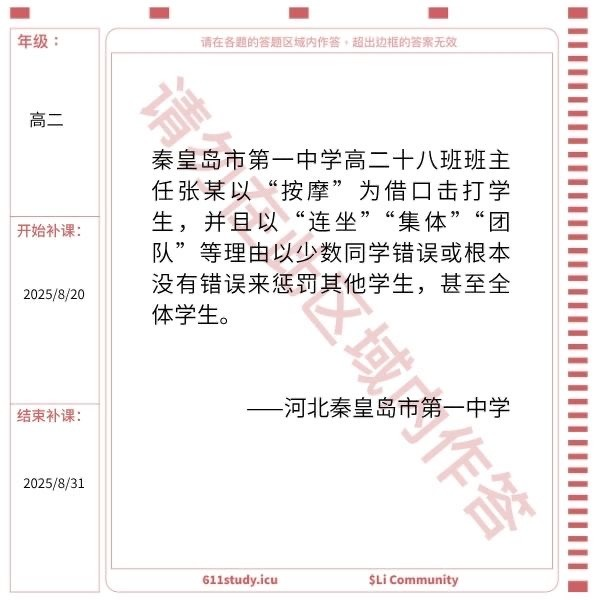 年级：
高二
开始补课：
2025/8/20
结束补课：
2025/8/31
请在各题的答题区域内作答，超出边框的答案无效
请勿在此区域内作答
秦皇岛市第一中学高二十八班班主
任张某以“按摩”为借口击打学
生，并且以“连坐”“集体”“团
队”等理由以少数同学错误或根本
没有错误来惩罚其他学生，甚至全
体学生。
——河北秦皇岛市第一中学
611study.icu
$Li Community